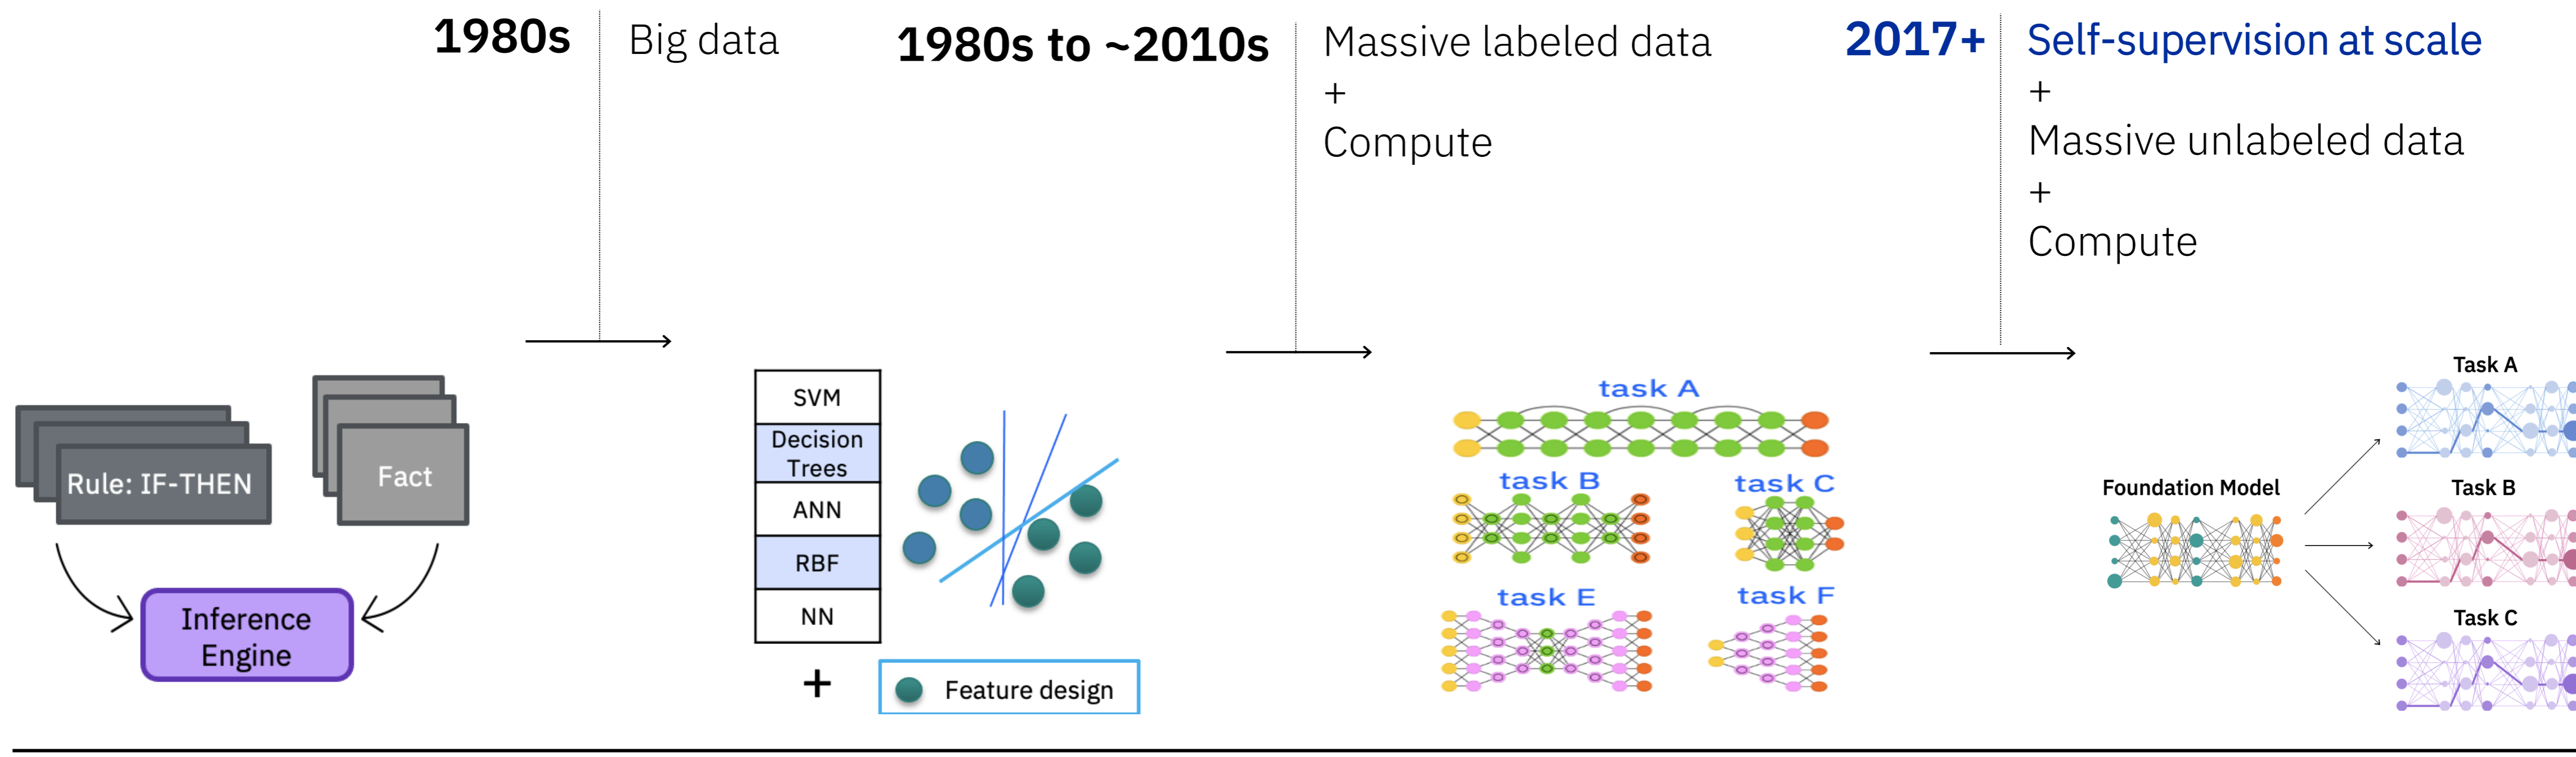 1980s
Big data
1980s to ~2010s
Massive labeled data
+
Compute
2017+
Self-supervision at scale
+
Massive unlabeled data
+
Compute
Rule: IF-THEN
Fact
Inference
Engine
SVM
Decision
Trees
ANN
RBF
NN
+
Feature design
task A
task B
task C
task E
task F
Foundation Model
Task A
Task B
Task C